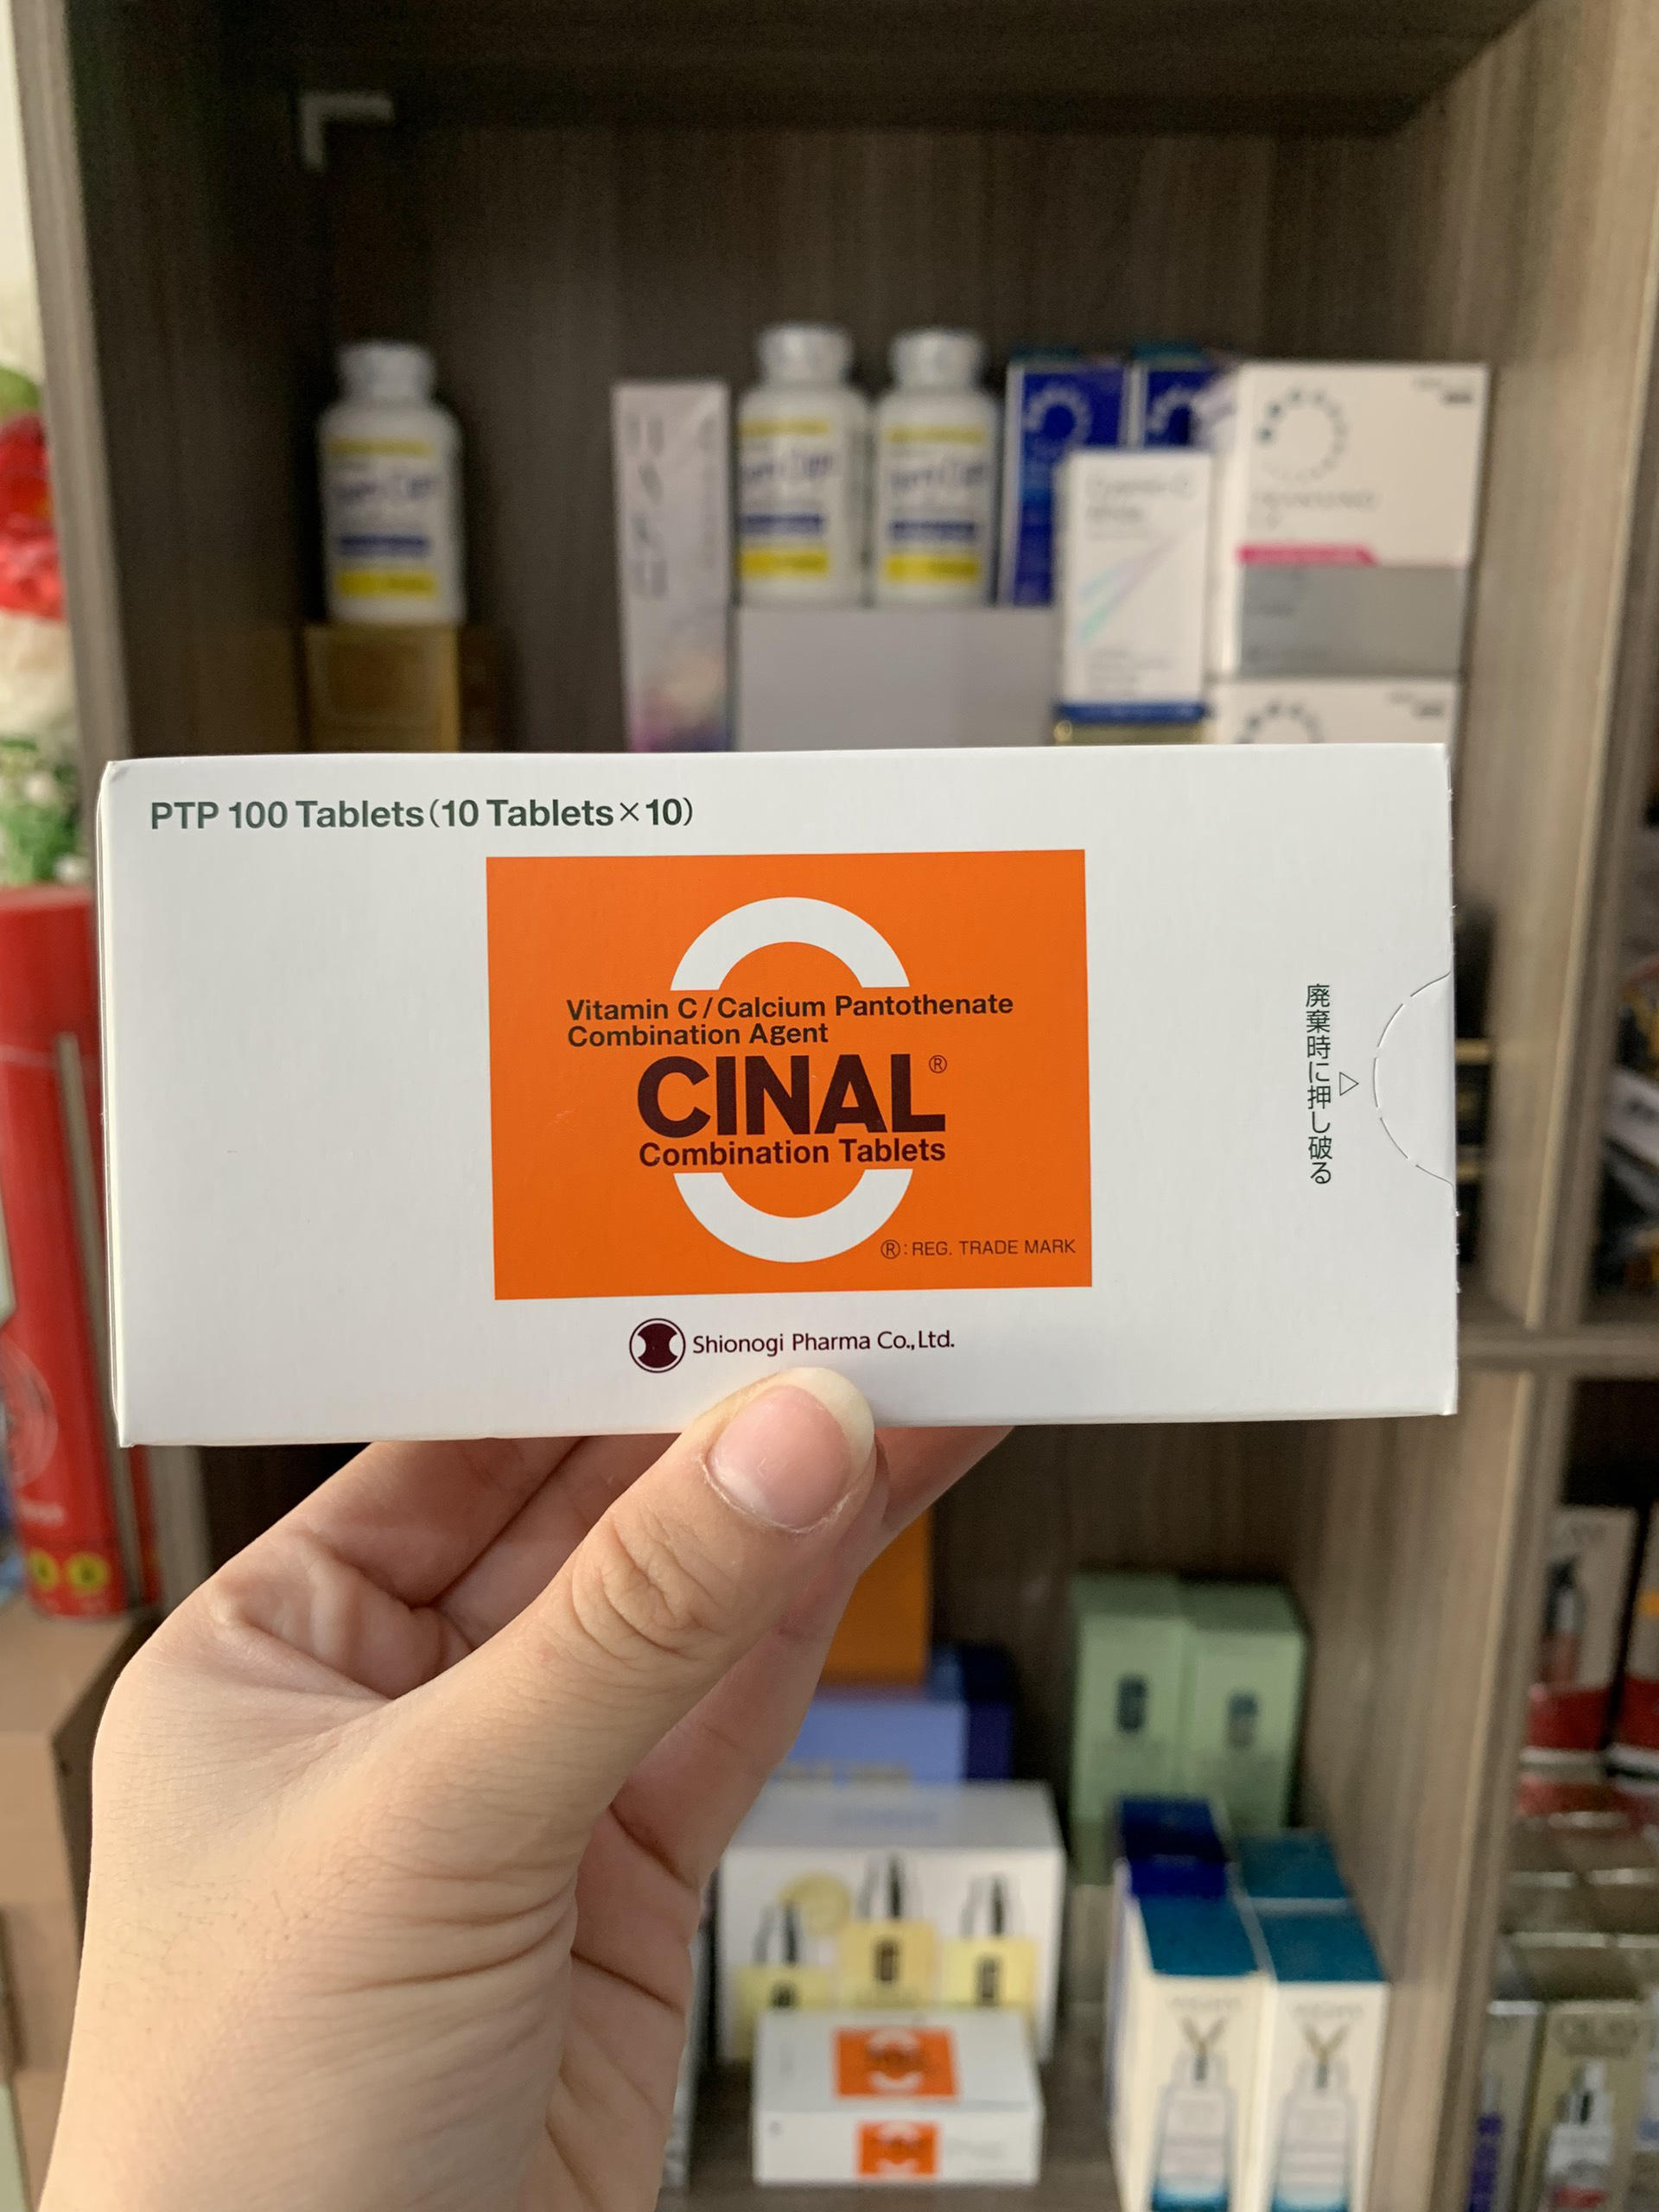 PTP 100 Tablets(10 Tablets×10)
Vitamin C/Calcium Pantothenate
Combination Agent
CINAL®
Combination Tablets
®: REG. TRADE MARK
Shionogi Pharma Co., Ltd.
廃棄時に押し破る